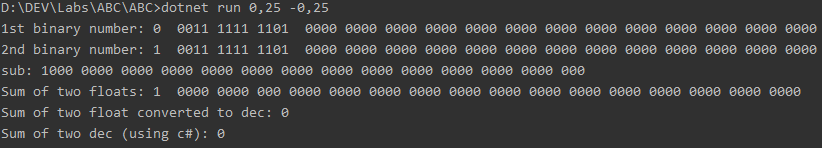 D:\DEV\Labs\ABC\ABC>dotnet run 0,25 -0,25
1st binary number: 0  0011 1111 1101  0000 0000 0000 0000 0000 0000 0000 0000 0000 0000 0000 0000 0000
2nd binary number: 1  0011 1111 1101  0000 0000 0000 0000 0000 0000 0000 0000 0000 0000 0000 0000 0000
sub: 1000 0000 0000 0000 0000 0000 0000 0000 0000 0000 0000 0000 0000 000
Sum of two floats: 1  0000 0000 000 0000 0000 0000 0000 0000 0000 0000 0000 0000 0000 0000 0000 0000
Sum of two float converted to dec: 0
Sum of two dec (using c#): 0